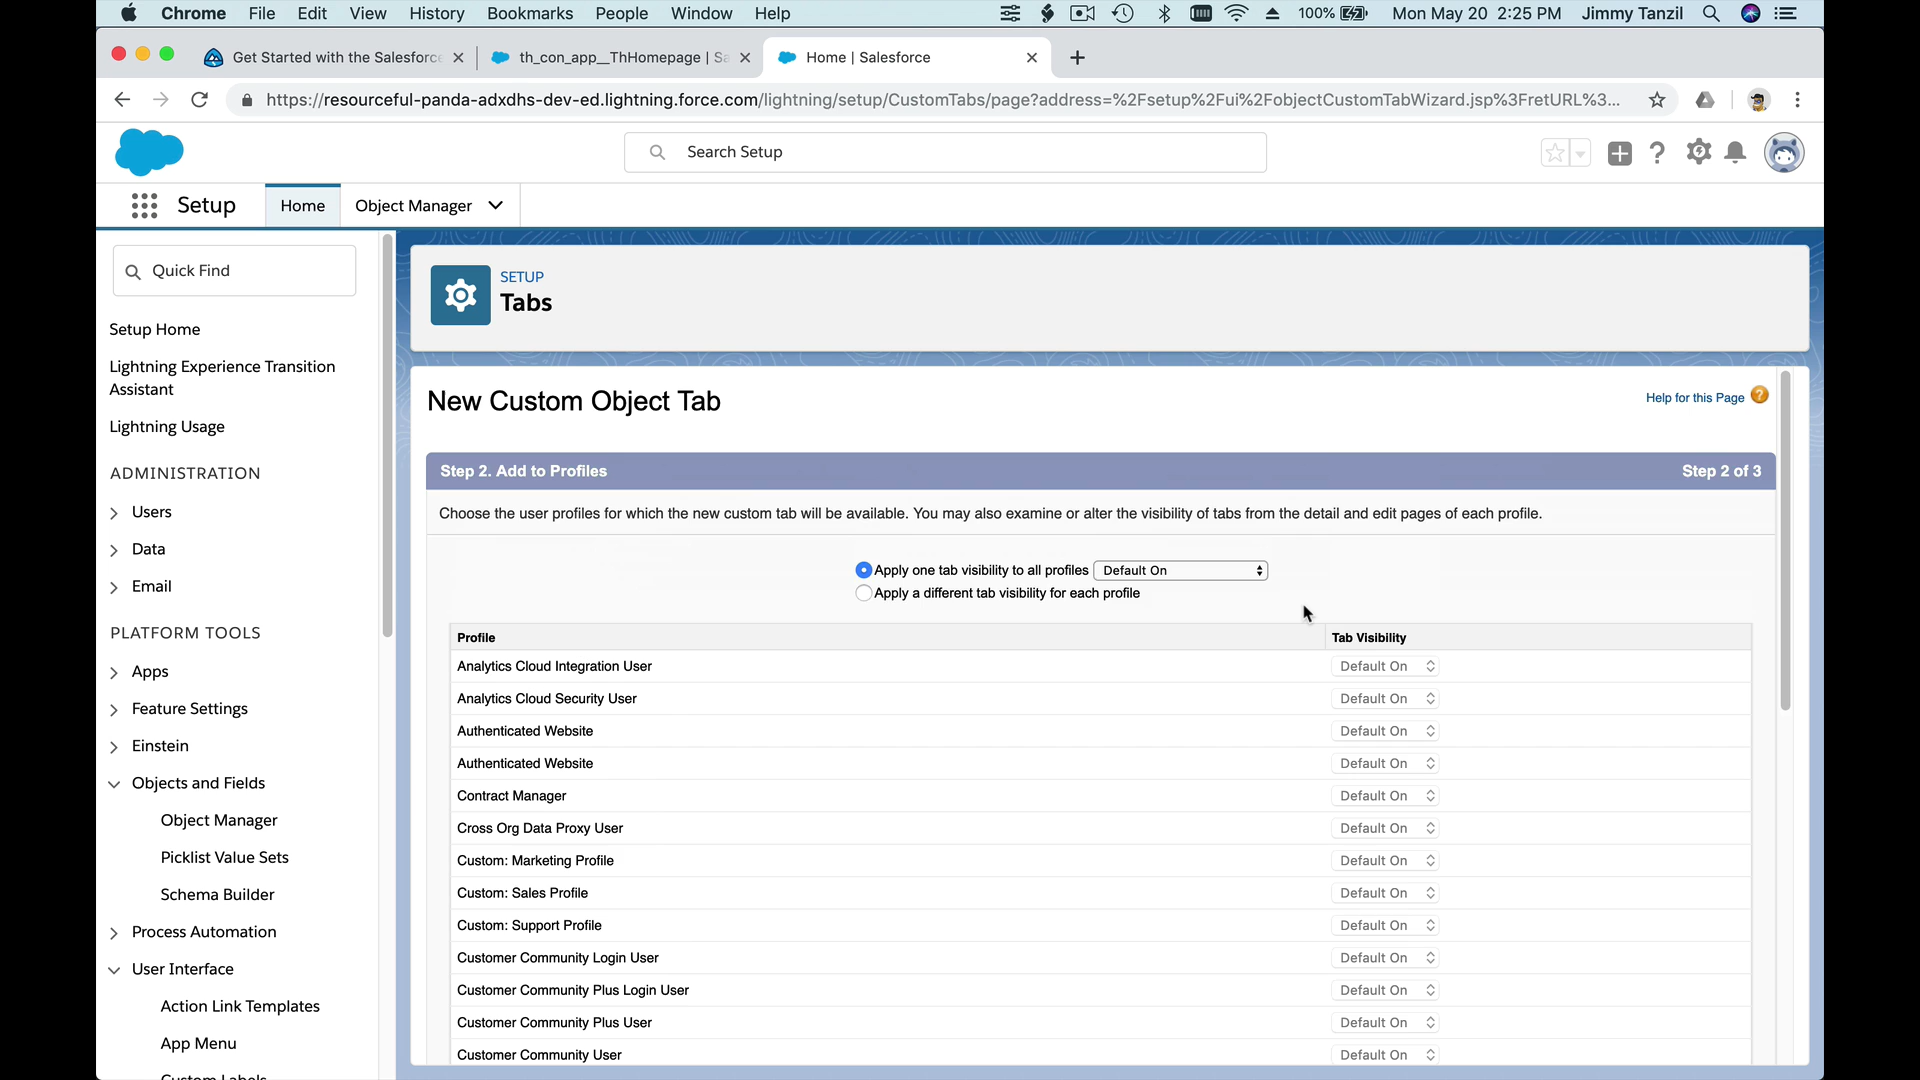 Chrome File Edit View History Bookmarks People Window Help 100% Mon May 20 2:25 PM Jimmy Tanzil
Get Started with the Salesforce th_con_app__ThHomepage | Sa Home | Salesforce
https://resourceful-panda-adxdhs-dev-ed.lightning.force.com/lightning/setup/CustomTabs/page?address=%2Fsetup%2Fui%2FobjectCustomTabWizard.jsp%3FretURL%3...
Search Setup
Setup Home Object Manager
Quick Find
Setup Home
Lightning Experience Transition
Assistant
Lightning Usage
ADMINISTRATION
Users
Data
Email
PLATFORM TOOLS
Apps
Feature Settings
Einstein
Objects and Fields
Object Manager
Picklist Value Sets
Schema Builder
Process Automation
User Interface
Action Link Templates
App Menu
Custom Labels
SETUP
Tabs
New Custom Object Tab
Help for this Page ?
Step 2. Add to Profiles Step 2 of 3
Choose the user profiles for which the new custom tab will be available. You may also examine or alter the visibility of tabs from the detail and edit pages of each profile.
Apply one tab visibility to all profiles Default On
Apply a different tab visibility for each profile
Profile Tab Visibility
Analytics Cloud Integration User Default On
Analytics Cloud Security User Default On
Authenticated Website Default On
Authenticated Website Default On
Contract Manager Default On
Cross Org Data Proxy User Default On
Custom: Marketing Profile Default On
Custom: Sales Profile Default On
Custom: Support Profile Default On
Customer Community Login User Default On
Customer Community Plus Login User Default On
Customer Community Plus User Default On
Customer Community User Default On